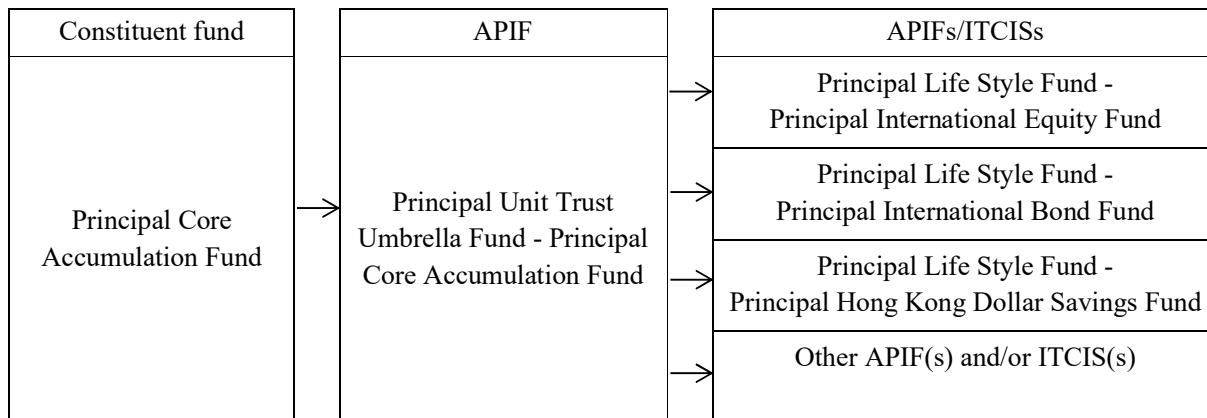 Constituent fund
Principal Core
Accumulation Fund
APIF
Principal Unit Trust
Umbrella Fund - Principal
Core Accumulation Fund
APIFs/ITCISs
Principal Life Style Fund -
Principal International Equity Fund
Principal Life Style Fund -
Principal International Bond Fund
Principal Life Style Fund -
Principal Hong Kong Dollar Savings Fund
Other APIF(s) and/or ITCIS(s)